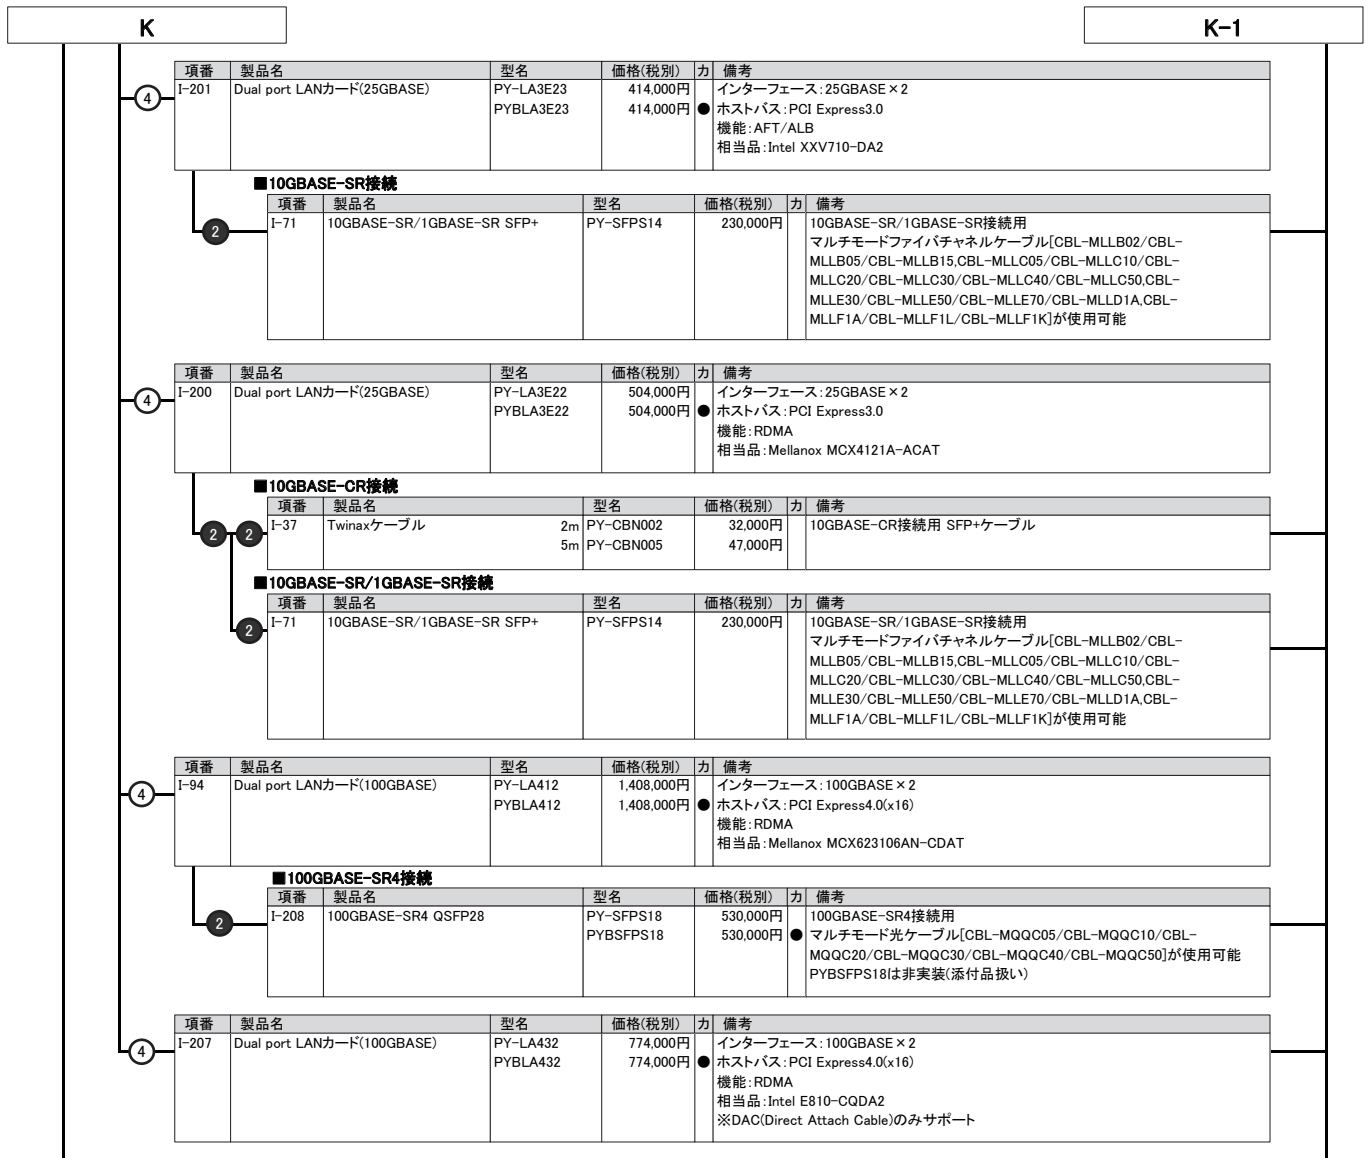 K
K-1
項番 製品名 型名 価格(税別) カ 備考
④ I-201 Dual port LANカード(25GBASE) PY-LA3E23 414,000円 インターフェース:25GBASE×2
PYBLA3E23 414,000円 ● ホストバス:PCI Express3.0
機能:AFT/ALB
相当品:Intel XXV710-DA2
■10GBASE-SR接続
項番 製品名 型名 価格(税別) カ 備考
❷ I-71 10GBASE-SR/1GBASE-SR SFP+ PY-SFPS14 230,000円 10GBASE-SR/1GBASE-SR接続用
マルチモードファイバチャネルケーブル[CBL-MLLB02/CBL-
MLLB05/CBL-MLLB15,CBL-MLLC05/CBL-MLLC10/CBL-
MLLC20/CBL-MLLC30/CBL-MLLC40/CBL-MLLC50,CBL-
MLLE30/CBL-MLLE50/CBL-MLLE70/CBL-MLLD1A,CBL-
MLLF1A/CBL-MLLF1L/CBL-MLLF1K]が使用可能
項番 製品名 型名 価格(税別) カ 備考
④ I-200 Dual port LANカード(25GBASE) PY-LA3E22 504,000円 インターフェース:25GBASE×2
PYBLA3E22 504,000円 ● ホストバス:PCI Express3.0
機能:RDMA
相当品:Mellanox MCX4121A-ACAT
■10GBASE-CR接続
項番 製品名 型名 価格(税別) カ 備考
❷ ❷ I-37 Twinaxケーブル 2m PY-CBN002 32,000円 10GBASE-CR接続用 SFP+ケーブル
5m PY-CBN005 47,000円
■10GBASE-SR/1GBASE-SR接続
項番 製品名 型名 価格(税別) カ 備考
❷ I-71 10GBASE-SR/1GBASE-SR SFP+ PY-SFPS14 230,000円 10GBASE-SR/1GBASE-SR接続用
マルチモードファイバチャネルケーブル[CBL-MLLB02/CBL-
MLLB05/CBL-MLLB15,CBL-MLLC05/CBL-MLLC10/CBL-
MLLC20/CBL-MLLC30/CBL-MLLC40/CBL-MLLC50,CBL-
MLLE30/CBL-MLLE50/CBL-MLLE70/CBL-MLLD1A,CBL-
MLLF1A/CBL-MLLF1L/CBL-MLLF1K]が使用可能
項番 製品名 型名 価格(税別) カ 備考
④ I-94 Dual port LANカード(100GBASE) PY-LA412 1,408,000円 インターフェース:100GBASE×2
PYBLA412 1,408,000円 ● ホストバス:PCI Express4.0(x16)
機能:RDMA
相当品:Mellanox MCX623106AN-CDAT
■100GBASE-SR4接続
項番 製品名 型名 価格(税別) カ 備考
❷ I-208 100GBASE-SR4 QSFP28 PY-SFPS18 530,000円 100GBASE-SR4接続用
PYBSFPS18 530,000円 ● マルチモード光ケーブル[CBL-MQQC05/CBL-MQQC10/CBL-
MQQC20/CBL-MQQC30/CBL-MQQC40/CBL-MQQC50]が使用可能
PYBSFPS18は非実装(添付品扱い)
項番 製品名 型名 価格(税別) カ 備考
④ I-207 Dual port LANカード(100GBASE) PY-LA432 774,000円 インターフェース:100GBASE×2
PYBLA432 774,000円 ● ホストバス:PCI Express4.0(x16)
機能:RDMA
相当品:Intel E810-CQDA2
※DAC(Direct Attach Cable)のみサポート